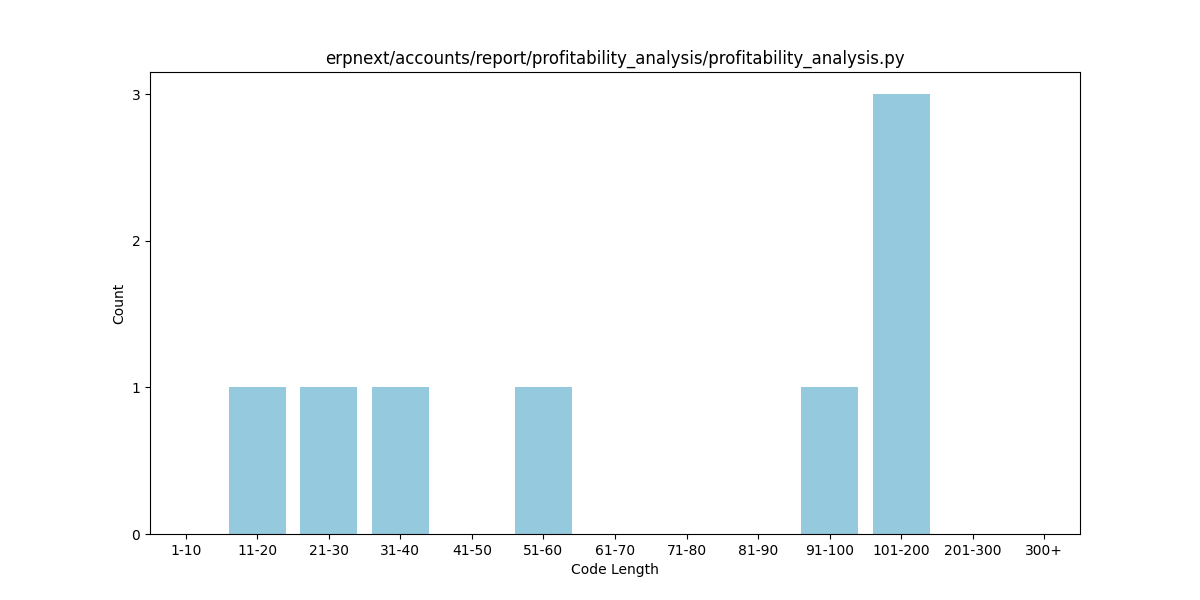 erpnext/accounts/report/profitability_analysis/profitability_analysis.py
3
2
Count
1
0
1-10 11-20 21-30 31-40 41-50 51-60 61-70 71-80 81-90 91-100 101-200 201-300 300+
Code Length